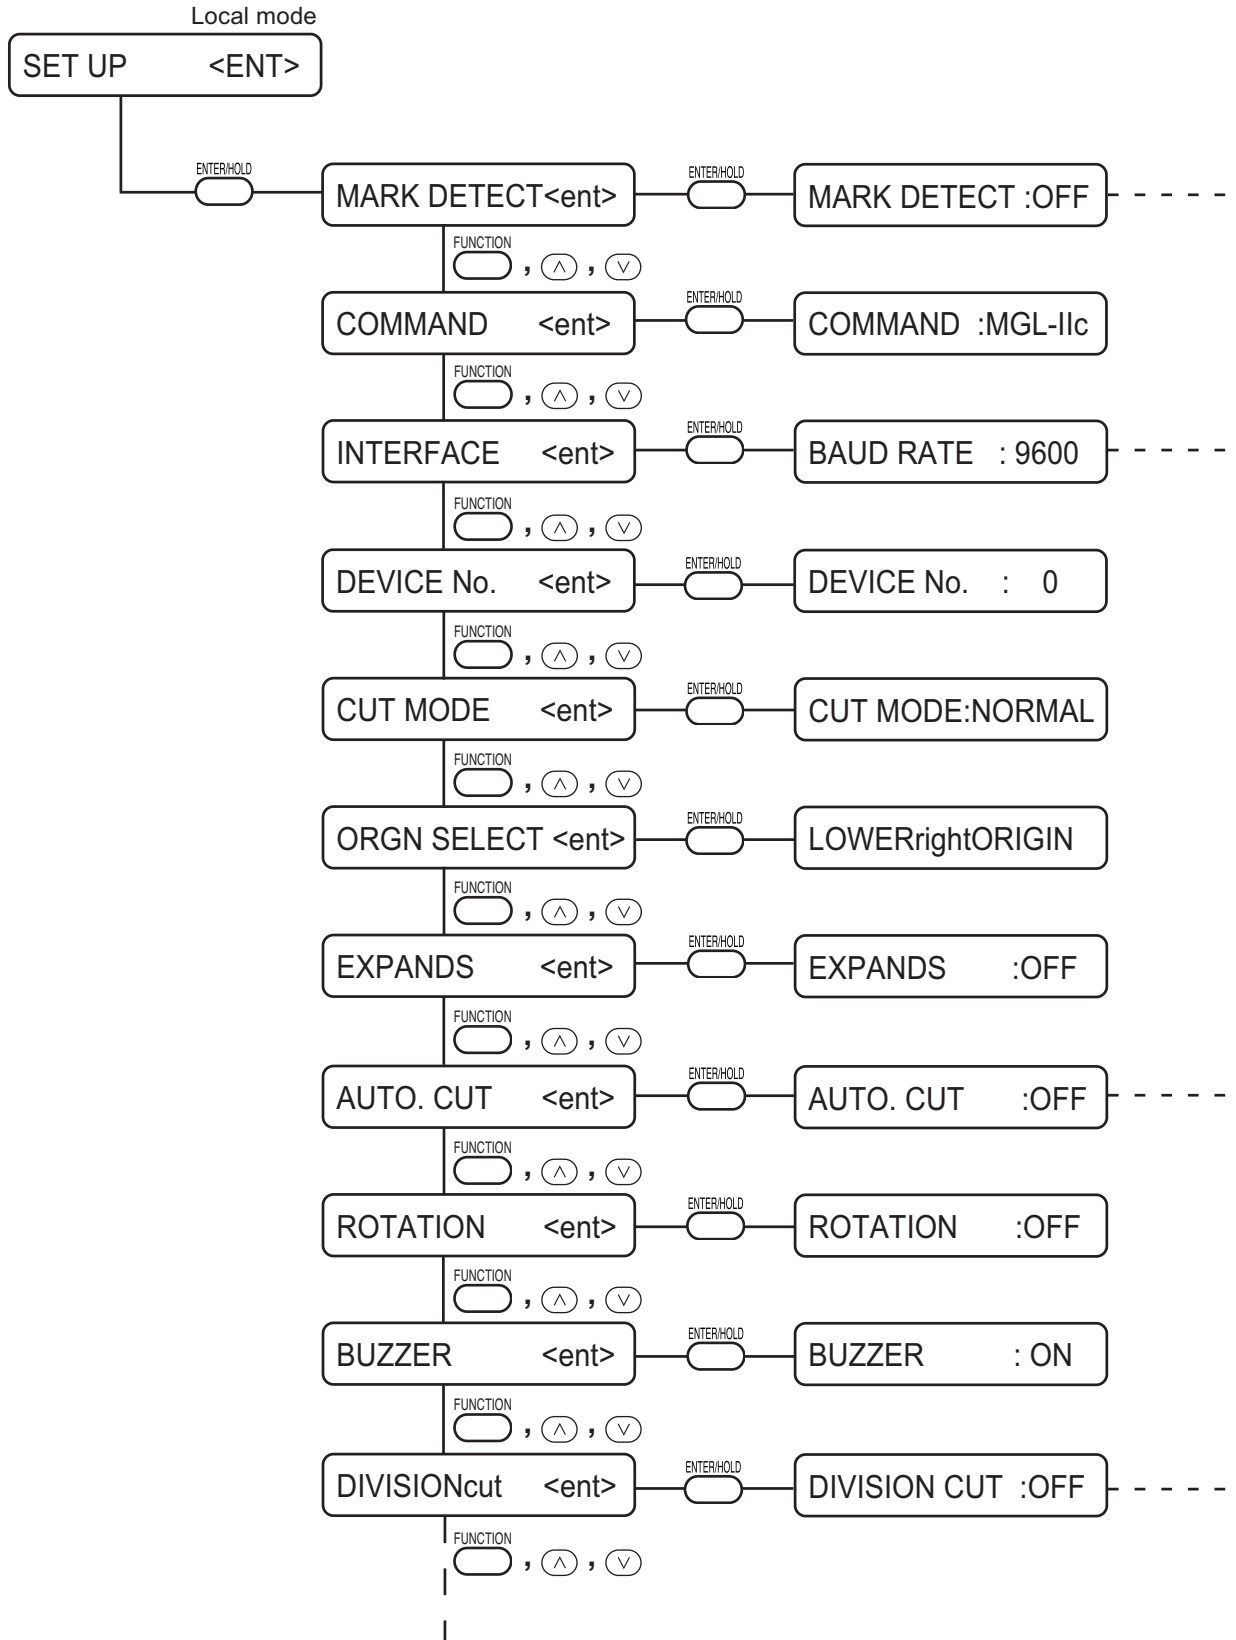 Local mode
SET UP <ENT>
ENTER/HOLD
MARK DETECT<ent>
ENTER/HOLD
MARK DETECT :OFF
FUNCTION
, ,
COMMAND <ent>
ENTER/HOLD
COMMAND :MGL-IIc
FUNCTION
, ,
INTERFACE <ent>
ENTER/HOLD
BAUD RATE : 9600
FUNCTION
, ,
DEVICE No. <ent>
ENTER/HOLD
DEVICE No. : 0
FUNCTION
, ,
CUT MODE <ent>
ENTER/HOLD
CUT MODE:NORMAL
FUNCTION
, ,
ORGN SELECT <ent>
ENTER/HOLD
LOWERrightORIGIN
FUNCTION
, ,
EXPANDS <ent>
ENTER/HOLD
EXPANDS :OFF
FUNCTION
, ,
AUTO. CUT <ent>
ENTER/HOLD
AUTO. CUT :OFF
FUNCTION
, ,
ROTATION <ent>
ENTER/HOLD
ROTATION :OFF
FUNCTION
, ,
BUZZER <ent>
ENTER/HOLD
BUZZER : ON
FUNCTION
, ,
DIVISIONcut <ent>
ENTER/HOLD
DIVISION CUT :OFF
FUNCTION
, ,